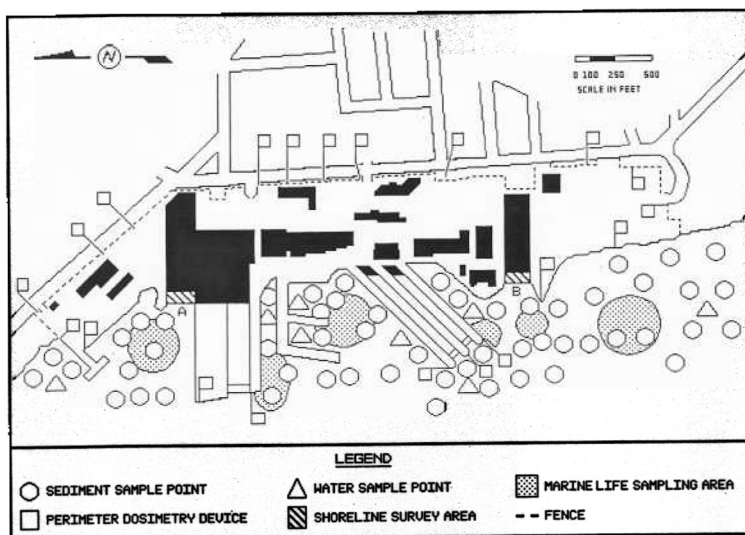 N
0 100 250 500
SCALE IN FEET
A
B
LEGEND
SEDIMENT SAMPLE POINT
WATER SAMPLE POINT
MARINE LIFE SAMPLING AREA
PERIMETER DOSIMETRY DEVICE
SHORELINE SURVEY AREA
FENCE